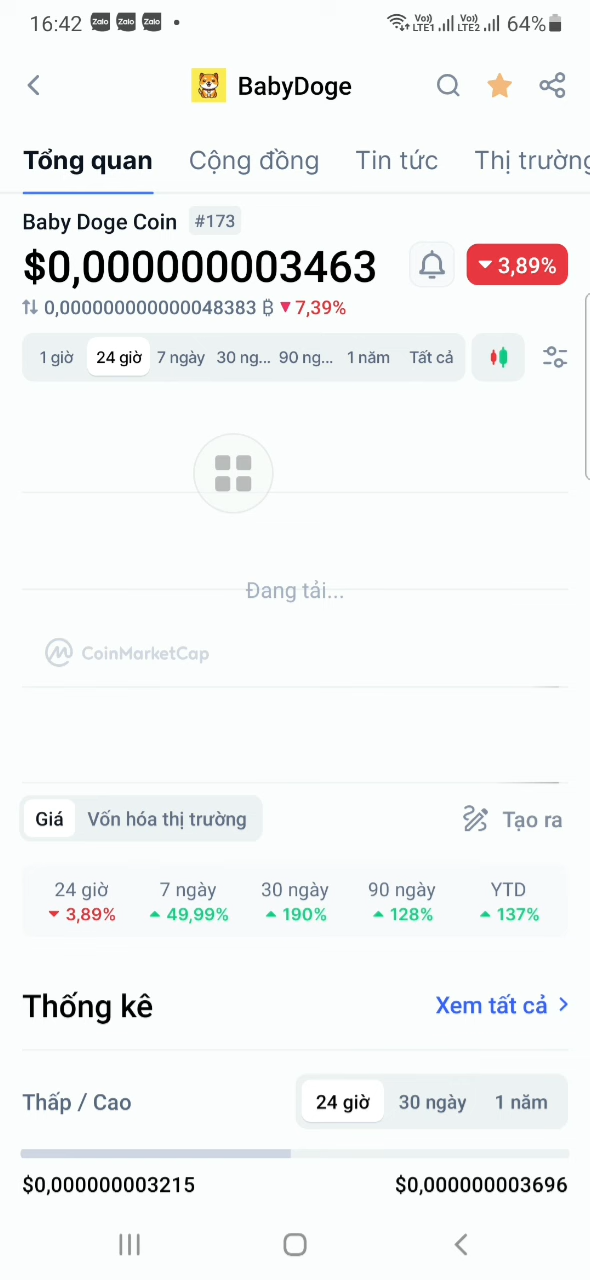 16:42 Zalo Zalo Zalo • Vo)) LTE1 Vo)) LTE2 64%
BabyDoge
Tổng quan Cộng đồng Tin tức Thị trường
Baby Doge Coin #173
$0,000000003463 3,89%
0,000000000000048383 ₿ 7,39%
1 giờ 24 giờ 7 ngày 30 ng... 90 ng... 1 năm Tất cả
Đang tải...
CoinMarketCap
Giá Vốn hóa thị trường Tạo ra
24 giờ 7 ngày 30 ngày 90 ngày YTD
3,89% 49,99% 190% 128% 137%
Thống kê Xem tất cả
Thấp / Cao 24 giờ 30 ngày 1 năm
$0,000000003215 $0,000000003696